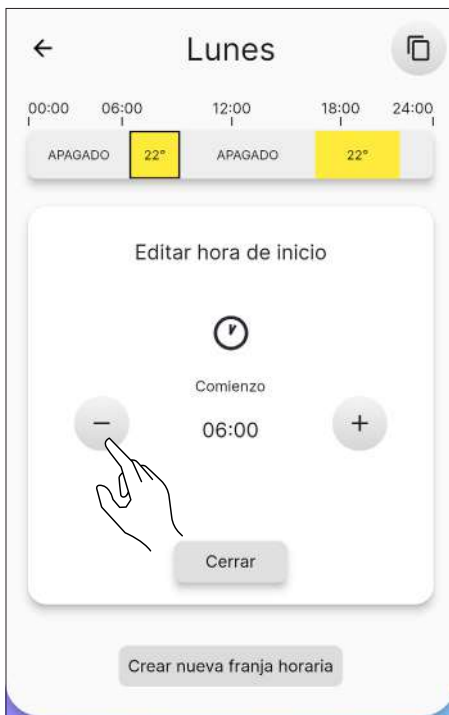 Lunes
00:00 06:00 12:00 18:00 24:00
APAGADO 22° APAGADO 22°
Editar hora de inicio
Comienzo
− 06:00 +
Cerrar
Crear nueva franja horaria